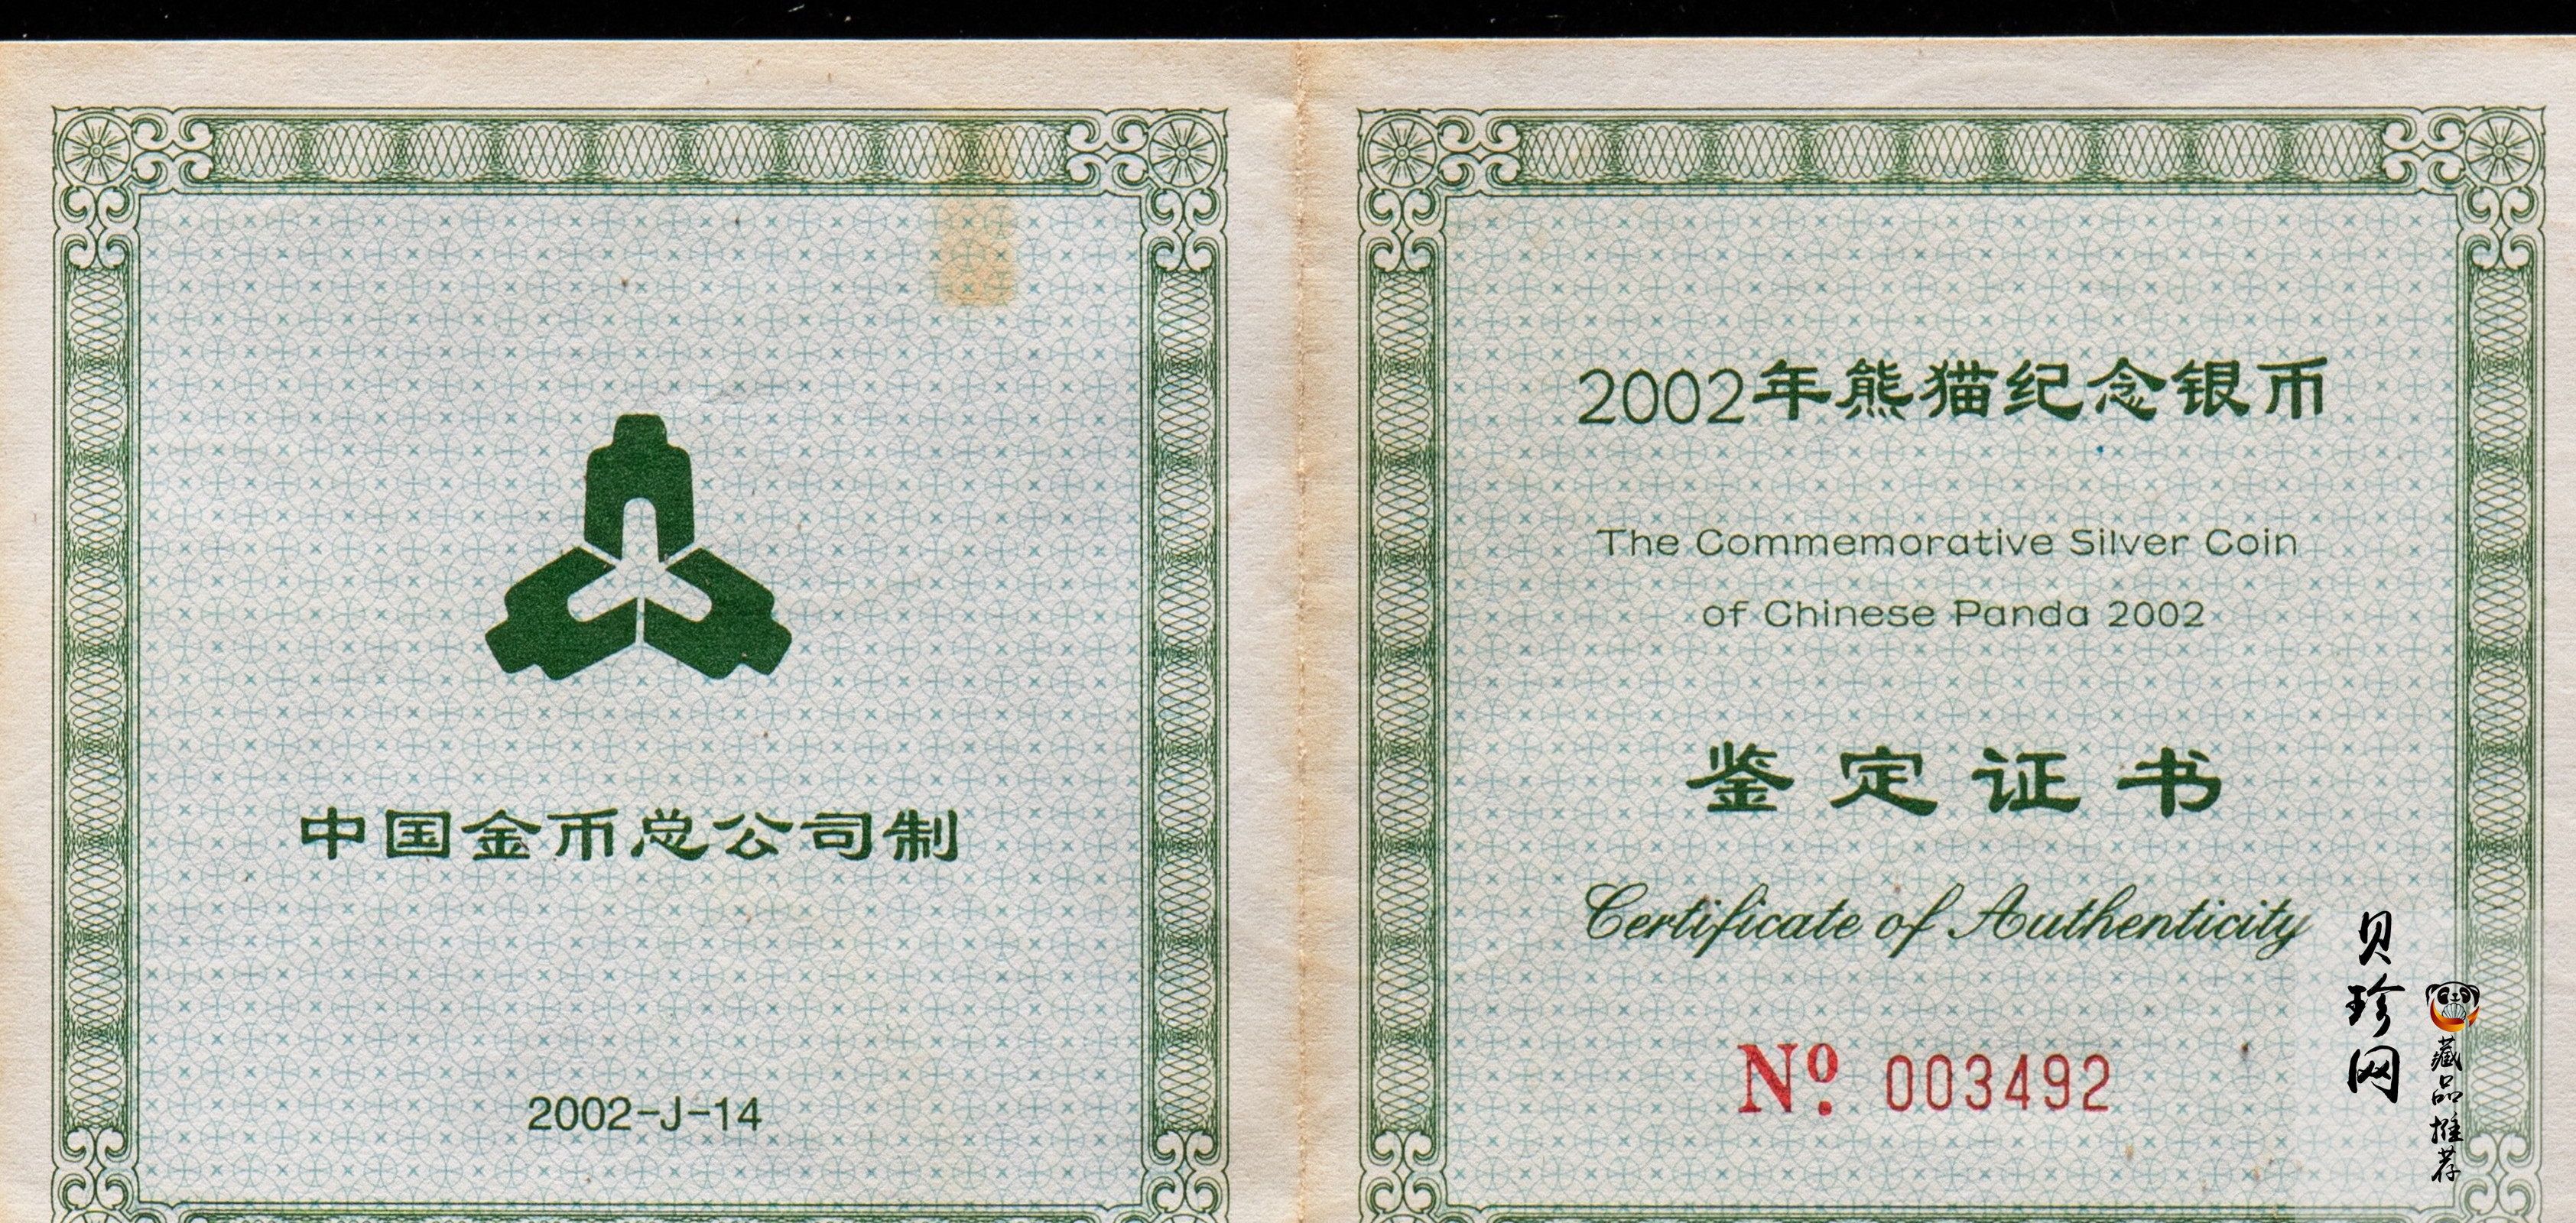 中国金币总公司制
2002-J-14
2002年熊猫纪念银币
The Commemorative Silver Coin
of Chinese Panda 2002
鉴定证书
Certificate of Authenticity
Nº. 003492
贝珍网
藏品推荐